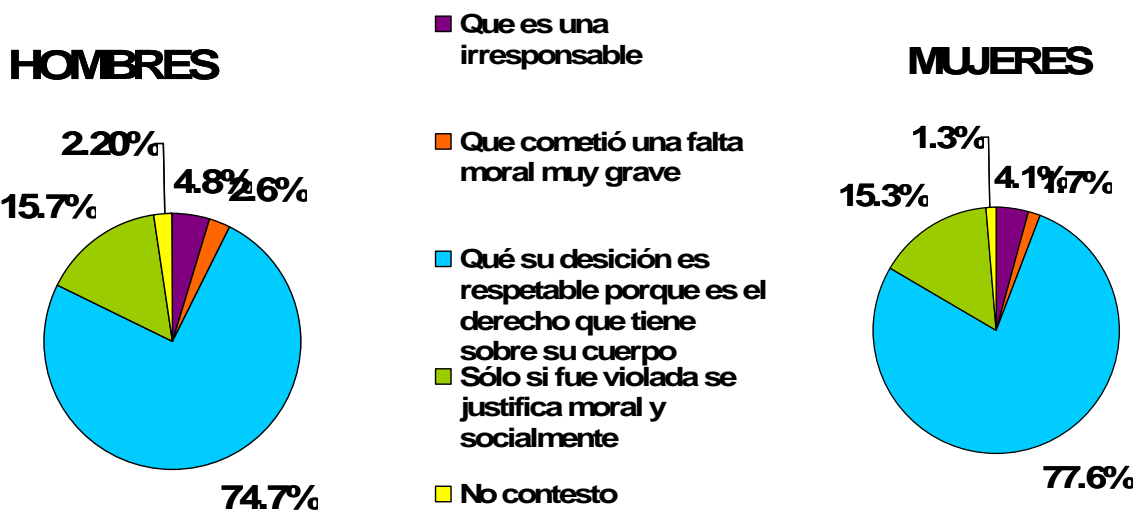 HOMBRES
2.20%
4.8%
2.6%
15.7%
74.7%
Que es una
irresponsable
Que cometió una falta
moral muy grave
Qué su desición es
respetable porque es el
derecho que tiene
sobre su cuerpo
Sólo si fue violada se
justifica moral y
socialmente
No contesto
MUJERES
1.3%
4.1%
1.7%
15.3%
77.6%